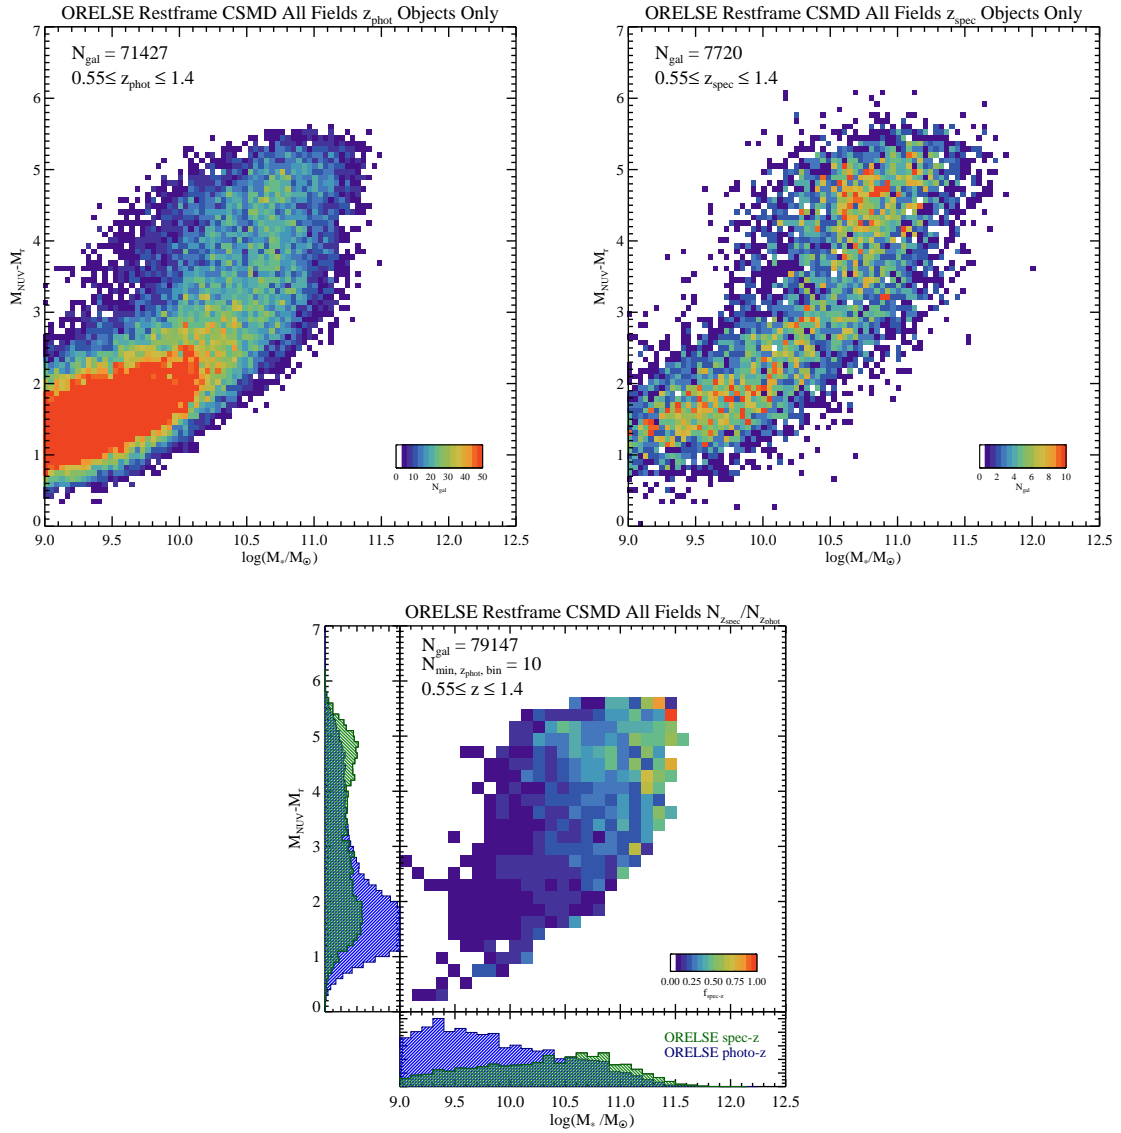 ORELSE Restframe CSMD All Fields z_phot Objects Only
N_gal = 71427
0.55≤ z_phot ≤ 1.4
7
6
5
4
3
2
1
0
M_NUV-M_r
0 10 20 30 40 50
N_gal
9.0 9.5 10.0 10.5 11.0 11.5 12.0 12.5
log(M_*/M_⊙)
ORELSE Restframe CSMD All Fields z_spec Objects Only
N_gal = 7720
0.55≤ z_spec ≤ 1.4
7
6
5
4
3
2
1
0
M_NUV-M_r
0 2 4 6 8 10
N_gal
9.0 9.5 10.0 10.5 11.0 11.5 12.0 12.5
log(M_*/M_⊙)
ORELSE Restframe CSMD All Fields N_z_spec/N_z_phot
N_gal = 79147
N_min, z_phot, bin = 10
0.55≤ z ≤ 1.4
7
6
5
4
3
2
1
0
M_NUV-M_r
0.00 0.25 0.50 0.75 1.00
f_spec-z
ORELSE spec-z
ORELSE photo-z
9.0 9.5 10.0 10.5 11.0 11.5 12.0 12.5
log(M_* /M_⊙)